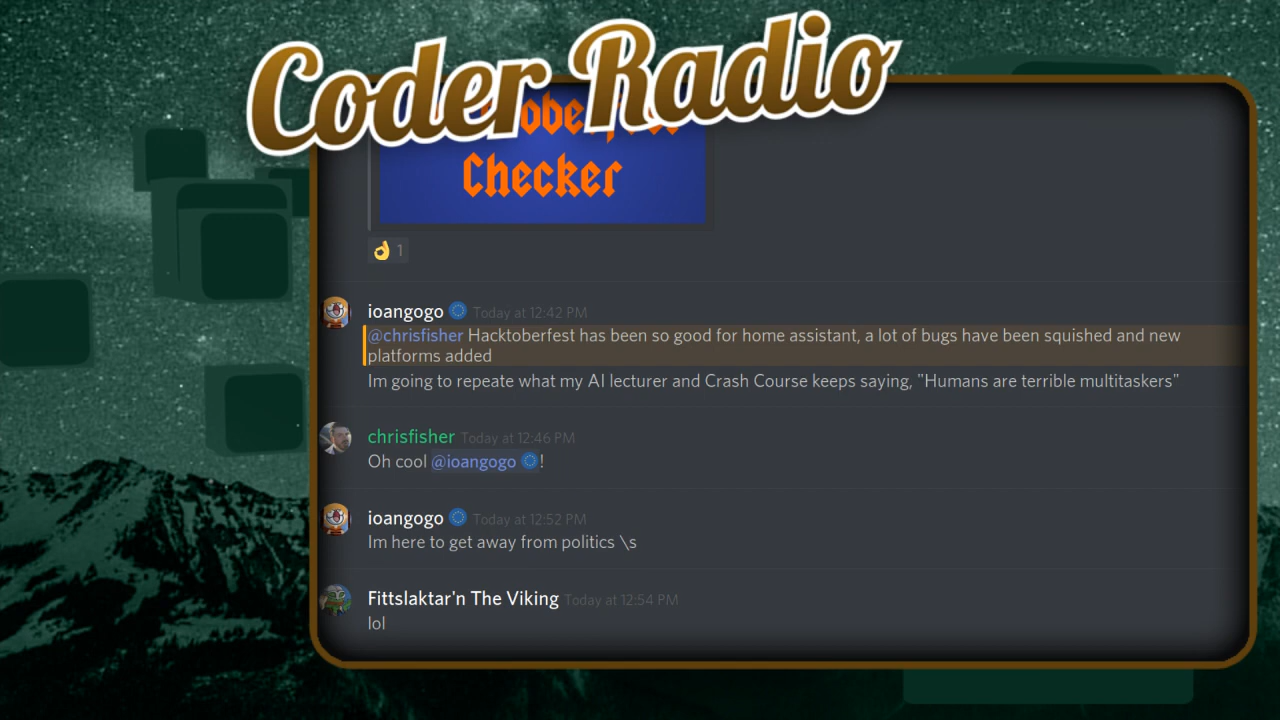 Coder Radio
Checker
1
ioangogo Today at 12:42 PM
@chrisfisher Hacktoberfest has been so good for home assistant, a lot of bugs have been squished and new
platforms added
Im going to repeate what my AI lecturer and Crash Course keeps saying, "Humans are terrible multitaskers"
chrisfisher Today at 12:46 PM
Oh cool @ioangogo !
ioangogo Today at 12:52 PM
Im here to get away from politics \s
Fittslaktar'n The Viking Today at 12:54 PM
lol